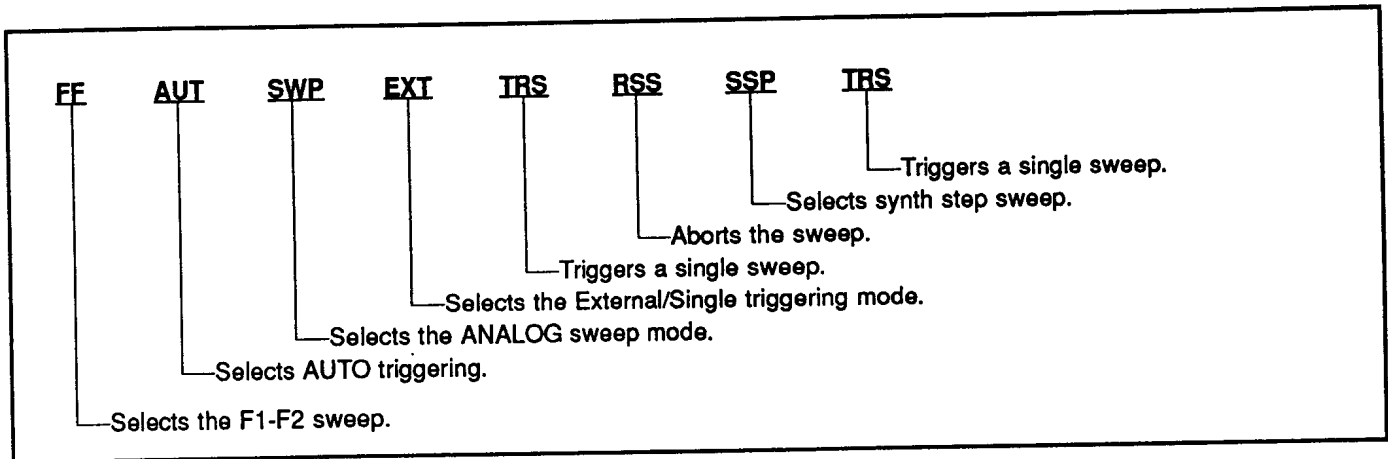 FF AUT SWP EXT TRS RSS SSP TRS
Triggers a single sweep.
Selects synth step sweep.
Aborts the sweep.
Triggers a single sweep.
Selects the External/Single triggering mode.
Selects the ANALOG sweep mode.
Selects AUTO triggering.
Selects the F1-F2 sweep.